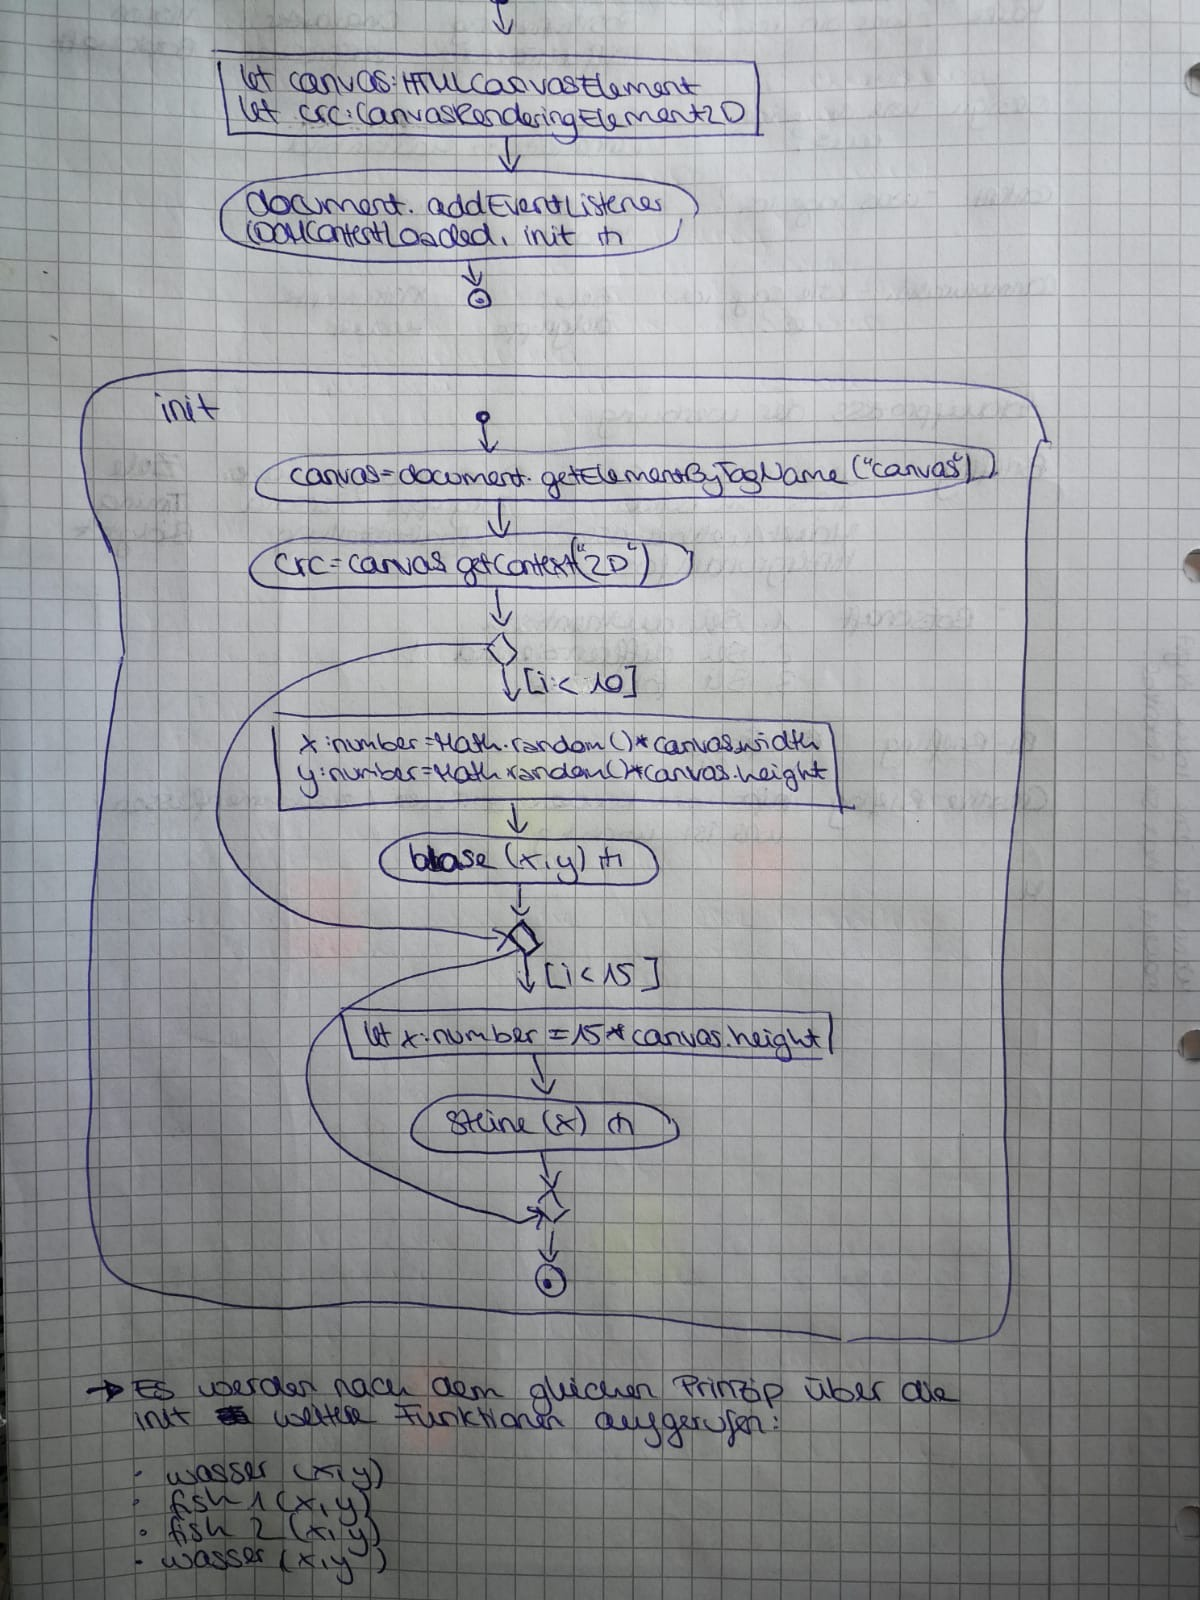 let canvas:HTMLCanvasElement
let crc:CanvasRenderingElement2D
document. addEventListener
(DOMContentLoaded, init
init
canvas=document.getElementByTagName("canvas")
crc=canvas.getContext("2D")
[i<10]
x:number=Math.random()*canvas.width
y:number=Math.random()*canvas.height
blase (x,y)
[i<15]
let x:number=15*canvas.height
steine (x)
→ Es werden nach dem gleichen Prinzip über die
init weitere Funktionen aufgerufen:
· wasser (x,y)
· fish 1 (x,y)
· fish 2 (x,y)
· wasser (x,y)